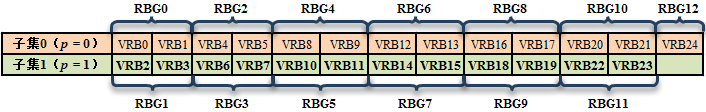 RBG0 RBG2 RBG4 RBG6 RBG8 RBG10 RBG12
子集0（p = 0） VRB0 VRB1 VRB4 VRB5 VRB8 VRB9 VRB12 VRB13 VRB16 VRB17 VRB20 VRB21 VRB24
子集1（p = 1） VRB2 VRB3 VRB6 VRB7 VRB10 VRB11 VRB14 VRB15 VRB18 VRB19 VRB22 VRB23
RBG1 RBG3 RBG5 RBG7 RBG9 RBG11